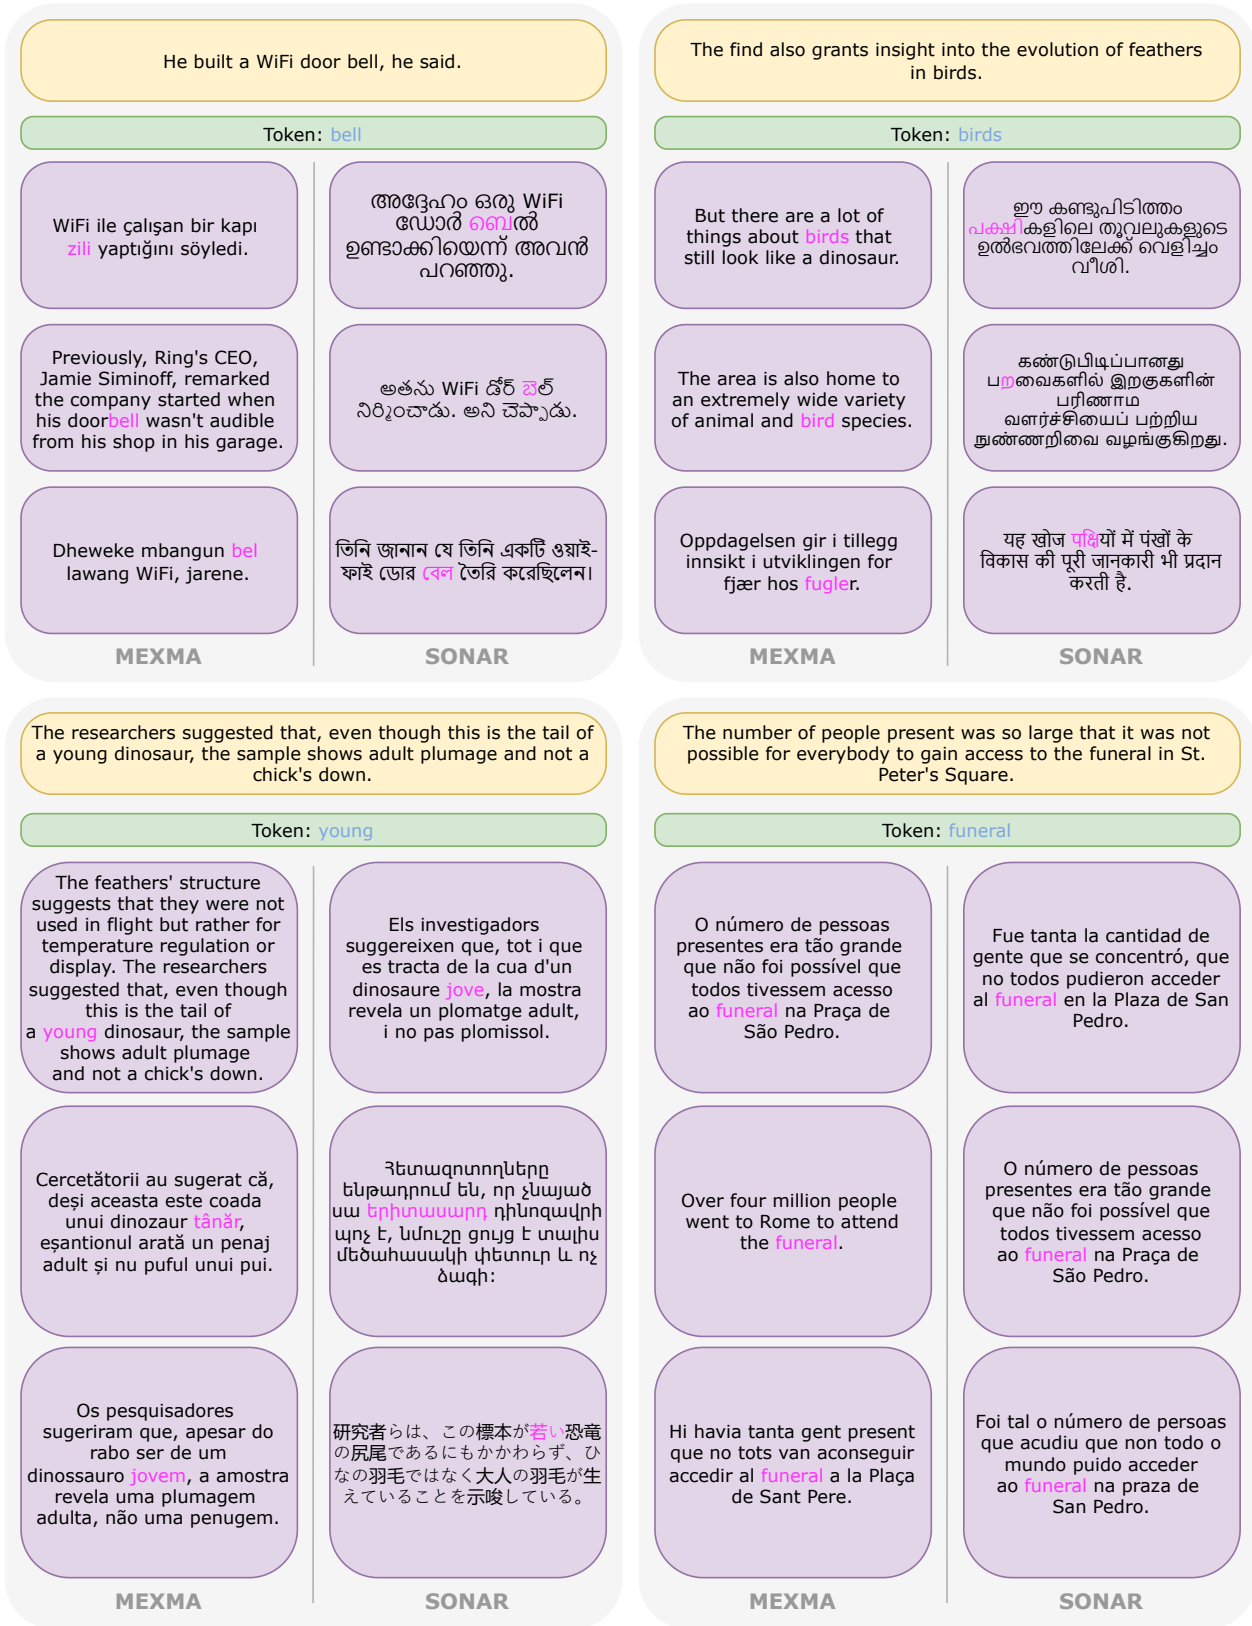 He built a WiFi door bell, he said.
Token: bell
WiFi ile çalışan bir kapı
zili yaptığını söyledi.
Previously, Ring's CEO,
Jamie Siminoff, remarked
the company started when
his doorbell wasn't audible
from his shop in his garage.
Dheweke mbangun bel
lawang WiFi, jarene.
MEXMA
അദ്ദേഹം ഒരു WiFi
ഡോർ ബെൽ
ഉണ്ടാക്കിയെന്ന് അവൻ
പറഞ്ഞു.
అతను WiFi డోర్ బెల్
నిర్మించాడు. అని చెప్పాడు.
তিনি জানান যে তিনি একটি ওয়াই-
ফাই ডোর বেল তৈরি করেছিলেন।
SONAR
The find also grants insight into the evolution of feathers
in birds.
Token: birds
But there are a lot of
things about birds that
still look like a dinosaur.
The area is also home to
an extremely wide variety
of animal and bird species.
Oppdagelsen gir i tillegg
innsikt i utviklingen for
fjær hos fugler.
MEXMA
ഈ കണ്ടുപിടിത്തം
പക്ഷികളിലെ തൂവലുകളുടെ
ഉൽഭവത്തിലേക്ക് വെളിച്ചം
വീശി.
கண்டுபிடிப்பானது
பறவைகளில் இறகுகளின்
பரிணாம
வளர்ச்சியைப் பற்றிய
நுண்ணறிவை வழங்குகிறது.
यह खोज पक्षियों में पंखों के
विकास की पूरी जानकारी भी प्रदान
करती है.
SONAR
The researchers suggested that, even though this is the tail of
a young dinosaur, the sample shows adult plumage and not a
chick's down.
Token: young
The feathers' structure
suggests that they were not
used in flight but rather for
temperature regulation or
display. The researchers
suggested that, even though
this is the tail of
a young dinosaur, the sample
shows adult plumage
and not a chick's down.
Cercetătorii au sugerat că,
deși aceasta este coada
unui dinozaur tânăr,
eșantionul arată un penaj
adult și nu puful unui pui.
Os pesquisadores
sugeriram que, apesar do
rabo ser de um
dinossauro jovem, a amostra
revela uma plumagem
adulta, não uma penugem.
MEXMA
Els investigadors
suggereixen que, tot i que
es tracta de la cua d'un
dinosaure jove, la mostra
revela un plomatge adult,
i no pas plomissol.
Հետազոտողները
ենթադրում են, որ չնայած
սա երիտասարդ դինոզավրի
պոչ է, նմուշը ցույց է տալիս
մեծահասակի փետուր և ոչ
ձագի:
研究者らは、この標本が若い恐竜
の尻尾であるにもかかわらず、ひ
なの羽毛ではなく大人の羽毛が生
えていることを示唆している。
SONAR
The number of people present was so large that it was not
possible for everybody to gain access to the funeral in St.
Peter's Square.
Token: funeral
O número de pessoas
presentes era tão grande
que não foi possível que
todos tivessem acesso
ao funeral na Praça de
São Pedro.
Over four million people
went to Rome to attend
the funeral.
Hi havia tanta gent present
que no tots van aconseguir
accedir al funeral a la Plaça
de Sant Pere.
MEXMA
Fue tanta la cantidad de
gente que se concentró, que
no todos pudieron acceder
al funeral en la Plaza de San
Pedro.
O número de pessoas
presentes era tão grande
que não foi possível que
todos tivessem acesso
ao funeral na Praça de
São Pedro.
Foi tal o número de persoas
que acudiu que non todo o
mundo puido acceder
ao funeral na praza de
San Pedro.
SONAR